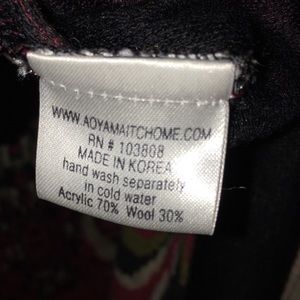 WWW.AOYAMAITCHOME.COM
RN # 103808
MADE IN KOREA
hand wash separately
in cold water
Acrylic 70% Wool 30%